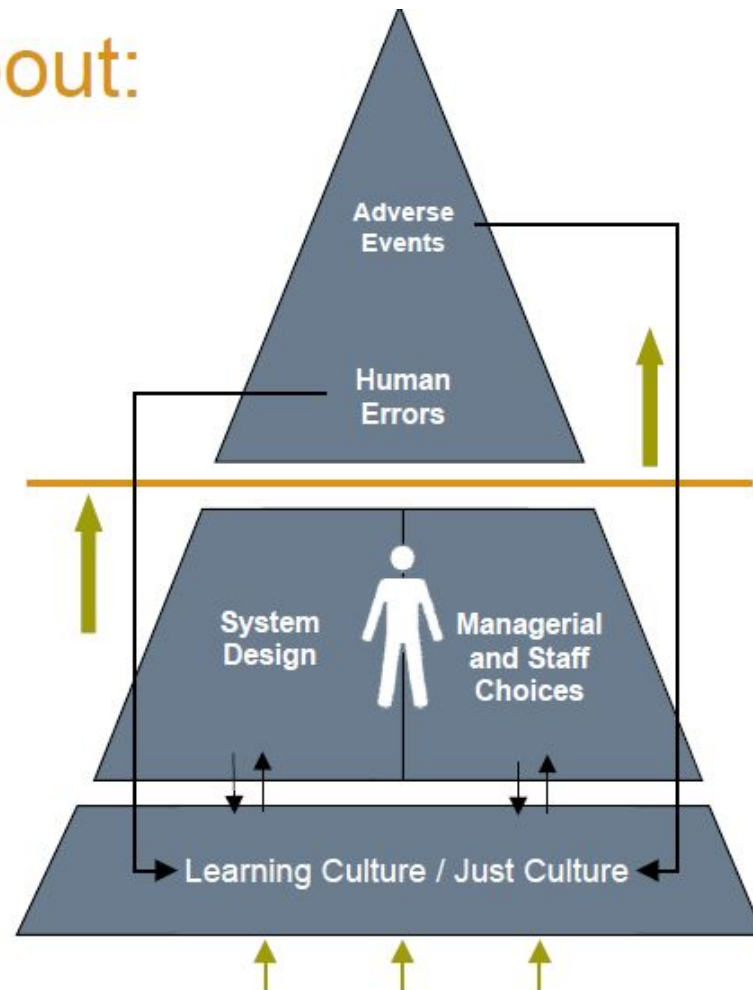 out:
Adverse
Events
Human
Errors
System
Design
Managerial
and Staff
Choices
Learning Culture / Just Culture